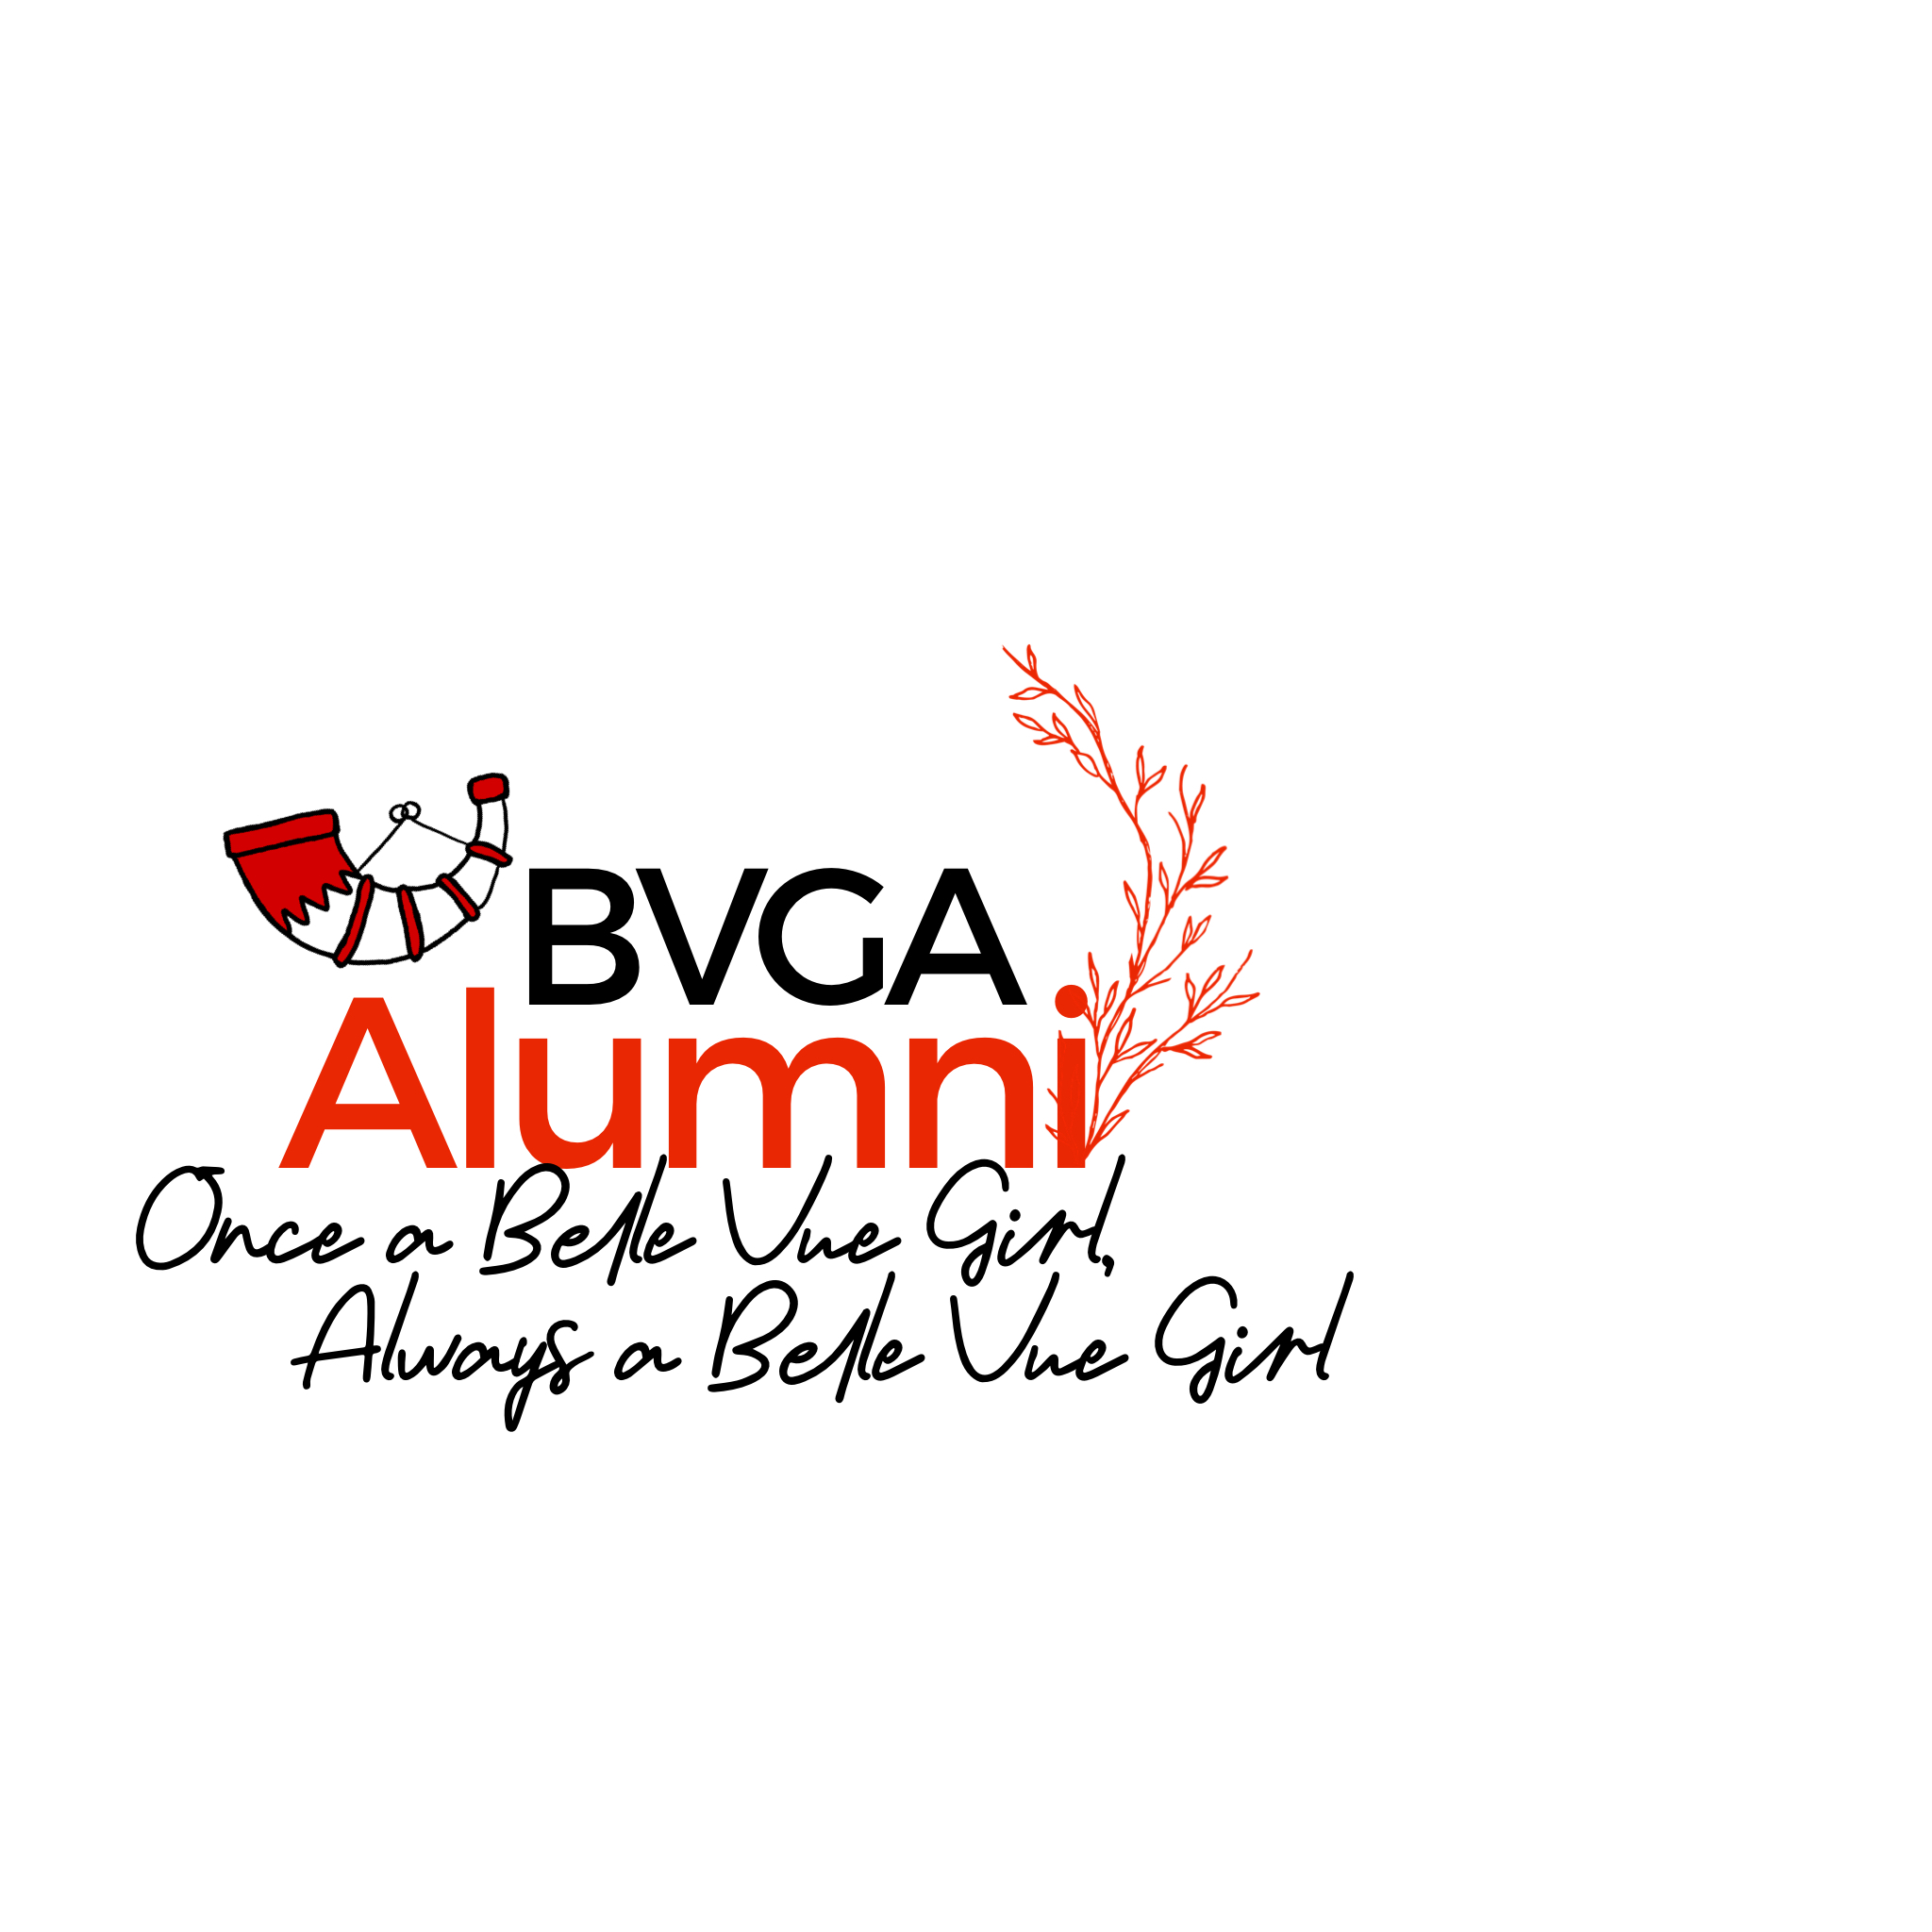 BVGA
Alumni
Once a Belle Vue Girl,
Always a Belle Vue Girl